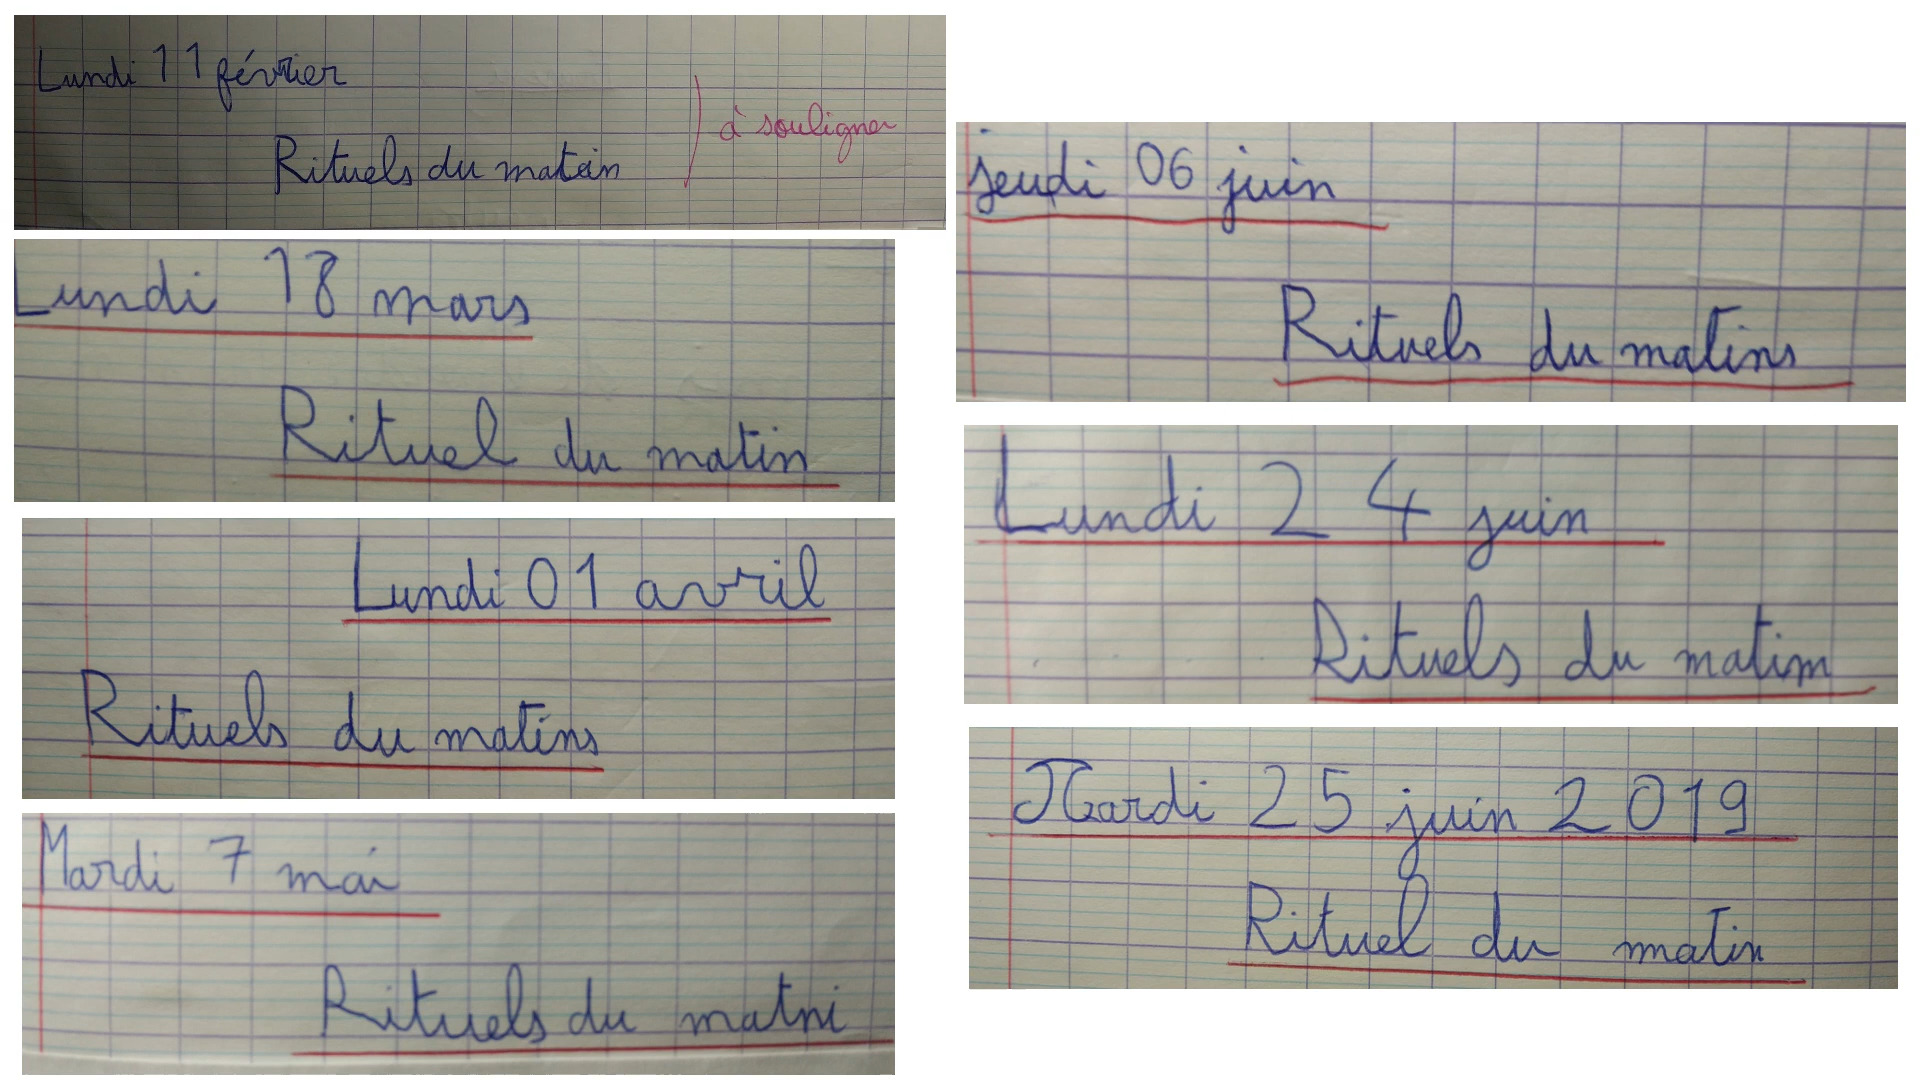 Lundi 11 février
Rituels du matein
à souligner
Lundi 18 mars
Rituel du matin
Lundi 01 avril
Rituels du matins
Mardi 7 mai
Rituels du matni
jeudi 06 juin
Rituels du matins
Lundi 24 juin
Rituels du matim
Mardi 25 juin 2019
Rituel du matin